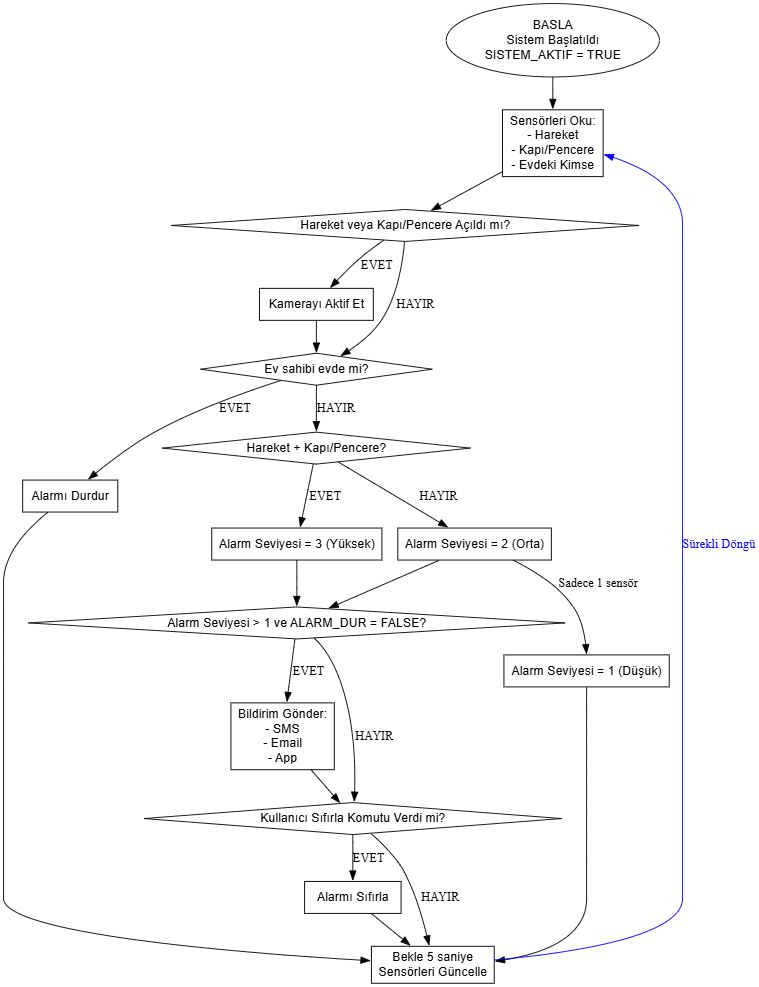 BASLA
Sistem Başlatıldı
SISTEM_AKTIF = TRUE
Sensörleri Oku:
- Hareket
- Kapı/Pencere
- Evdeki Kimse
Hareket veya Kapı/Pencere Açıldı mı?
EVET
Kamerayı Aktif Et
HAYIR
Ev sahibi evde mi?
EVET
HAYIR
Hareket + Kapı/Pencere?
Alarmı Durdur
EVET
HAYIR
Alarm Seviyesi = 3 (Yüksek)
Alarm Seviyesi = 2 (Orta)
Sürekli Döngü
Sadece 1 sensör
Alarm Seviyesi > 1 ve ALARM_DUR = FALSE?
EVET
Alarm Seviyesi = 1 (Düşük)
Bildirim Gönder:
- SMS
- Email
- App
HAYIR
Kullanıcı Sıfırla Komutu Verdi mi?
EVET
Alarmı Sıfırla
HAYIR
Bekle 5 saniye
Sensörleri Güncelle